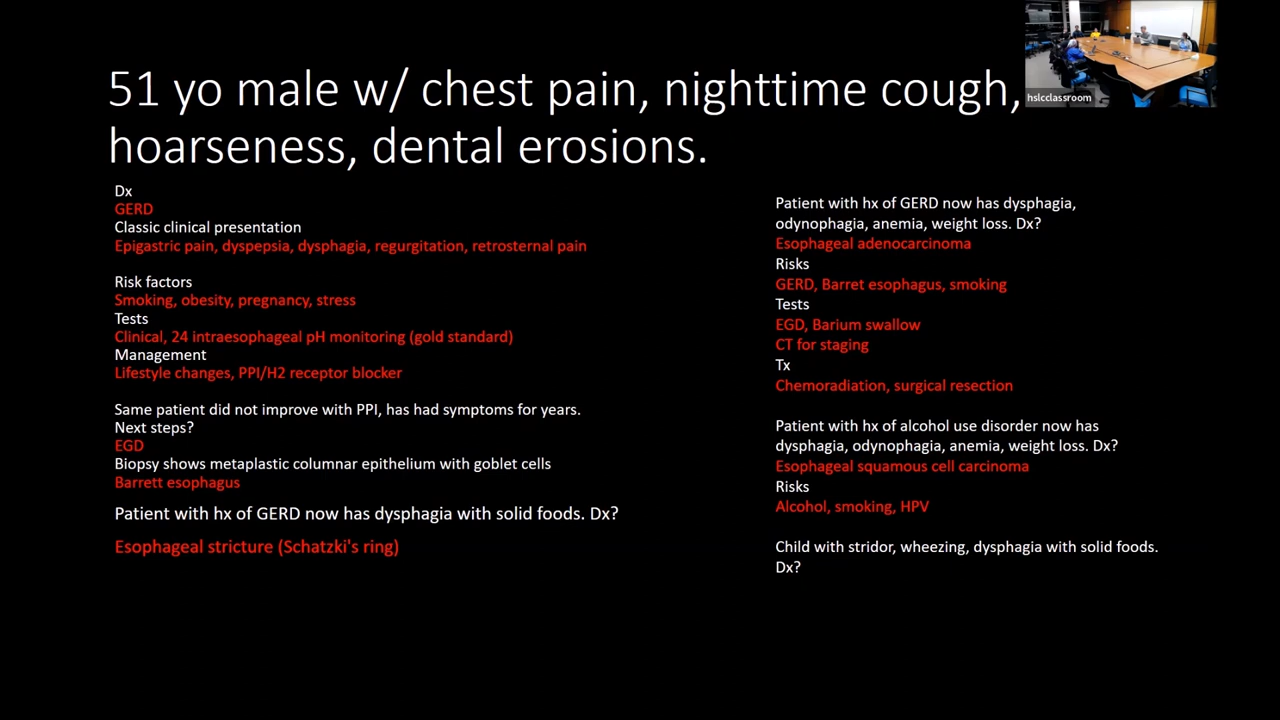 51 yo male w/ chest pain, nighttime cough,
hoarseness, dental erosions.
hslcclassroom
Dx
GERD
Classic clinical presentation
Epigastric pain, dyspepsia, dysphagia, regurgitation, retrosternal pain
Risk factors
Smoking, obesity, pregnancy, stress
Tests
Clinical, 24 intraesophageal pH monitoring (gold standard)
Management
Lifestyle changes, PPI/H2 receptor blocker
Same patient did not improve with PPI, has had symptoms for years.
Next steps?
EGD
Biopsy shows metaplastic columnar epithelium with goblet cells
Barrett esophagus
Patient with hx of GERD now has dysphagia with solid foods. Dx?
Esophageal stricture (Schatzki's ring)
Patient with hx of GERD now has dysphagia,
odynophagia, anemia, weight loss. Dx?
Esophageal adenocarcinoma
Risks
GERD, Barret esophagus, smoking
Tests
EGD, Barium swallow
CT for staging
Tx
Chemoradiation, surgical resection
Patient with hx of alcohol use disorder now has
dysphagia, odynophagia, anemia, weight loss. Dx?
Esophageal squamous cell carcinoma
Risks
Alcohol, smoking, HPV
Child with stridor, wheezing, dysphagia with solid foods.
Dx?